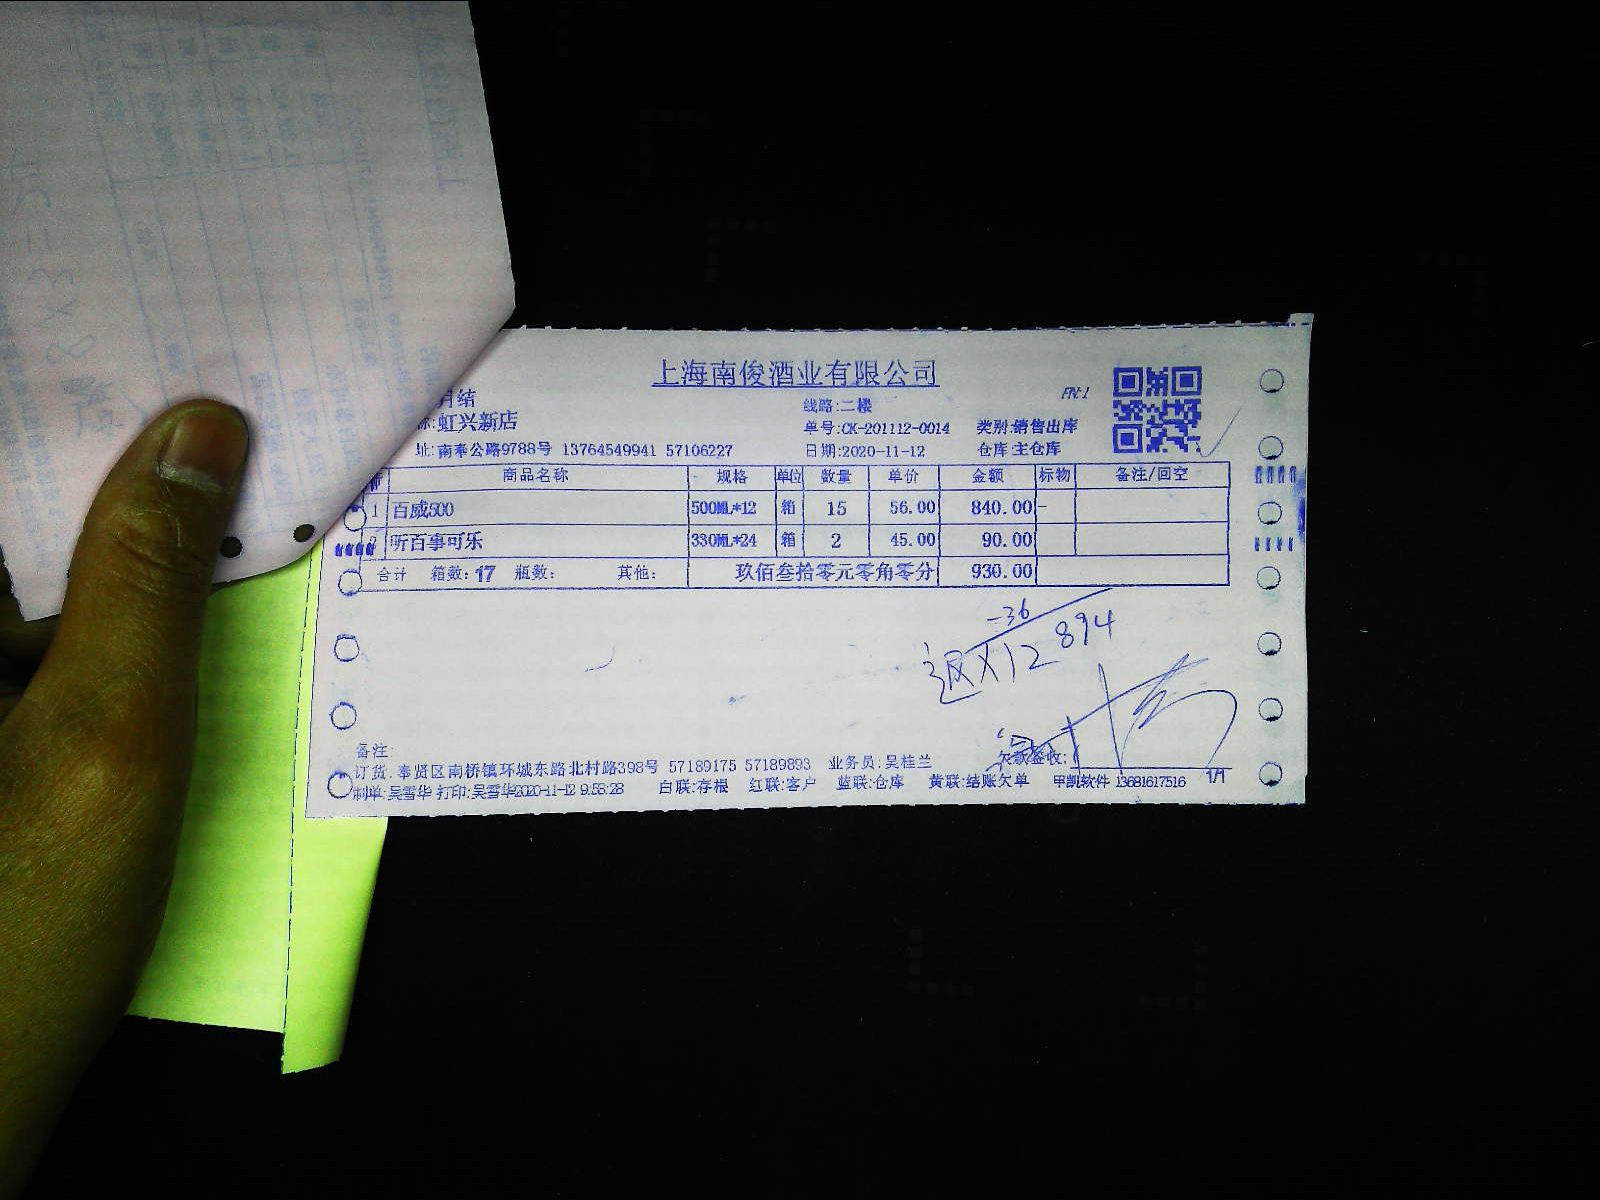 上海南俊酒业有限公司
月结
线路:二楼
FN:1
称:虹兴新店
单号:CK-201112-0014 类别:销售出库
址:南奉公路9788号 13764549941 57106227
日期:2020-11-12 仓库:主仓库
商品名称 规格 单位 数量 单价 金额 标物 备注/回空
1 百威500 500ML*12 箱 15 56.00 840.00 -
2 听百事可乐 330ML*24 箱 2 45.00 90.00
合计 箱数:17 瓶数: 其他: 玖佰叁拾零元零角零分 930.00
-36
退X12 894
备注:
订货:奉贤区南桥镇环城东路北村路398号 57189175 57189893 业务员:吴桂兰 欠款签收:
制单:吴雪华 打印:吴雪华2020-11-12 9:58:28 白联:存根 红联:客户 蓝联:仓库 黄联:结账欠单 甲凯软件 13681617516 1/1